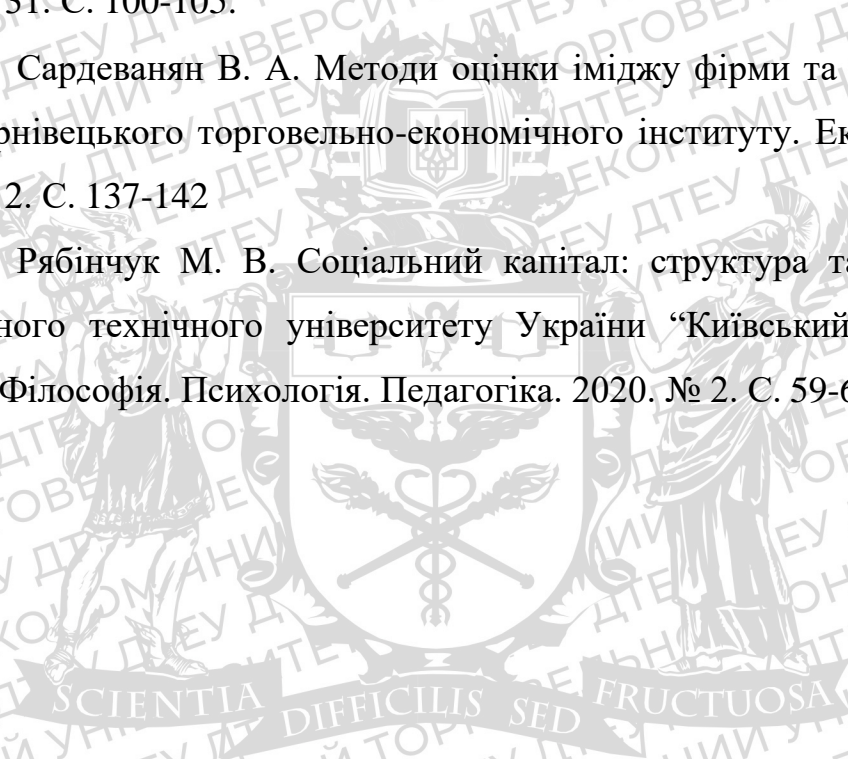 31. С. 100-105.
Сардеванян В. А. Методи оцінки іміджу фірми та
рнівецького торговельно-економічного інституту. Ек
2. С. 137-142
Рябінчук М. В. Соціальний капітал: структура та
ного технічного університету України “Київський
Філософія. Психологія. Педагогіка. 2020. № 2. С. 59-6
SCIENTIA DIFFICILIS SED FRUCTUOSA